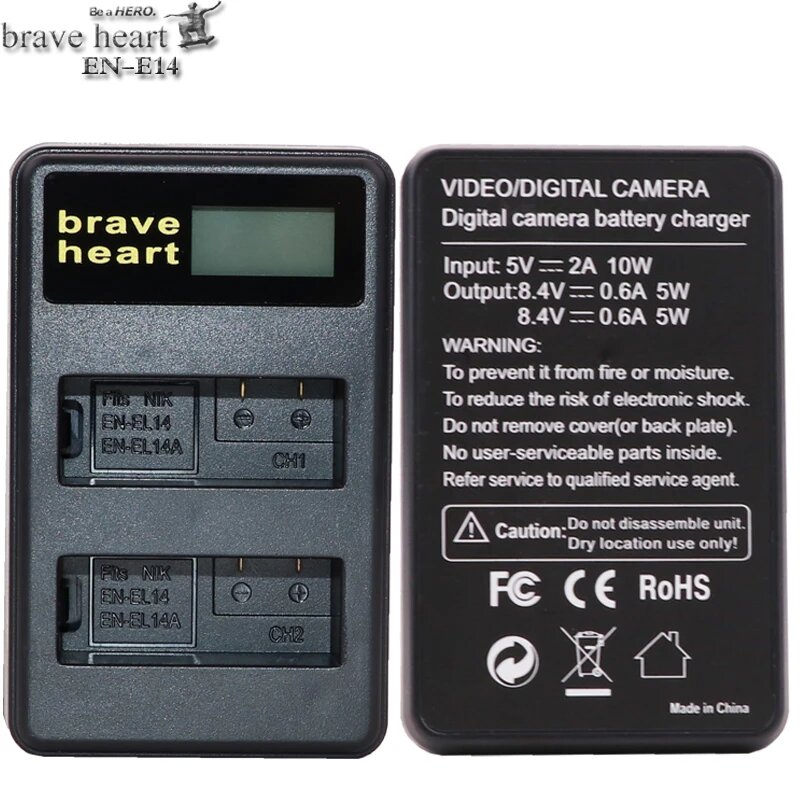 Be a HERO.
brave heart
EN-E14
brave
heart
Fits NIK
EN-EL14
EN-EL14A
CH1
Fits NIK
EN-EL14
EN-EL14A
CH2
VIDEO/DIGITAL CAMERA
Digital camera battery charger
Input: 5V⎓2A 10W
Output:8.4V⎓0.6A 5W
8.4V⎓0.6A 5W
WARNING:
To prevent it from fire or moisture.
To reduce the risk of electronic shock.
Do not remove cover(or back plate).
No user-serviceable parts inside.
Refer service to qualified service agent.
Caution: Do not disassemble unit.
Dry location use only!
FC CE RoHS
Made in China